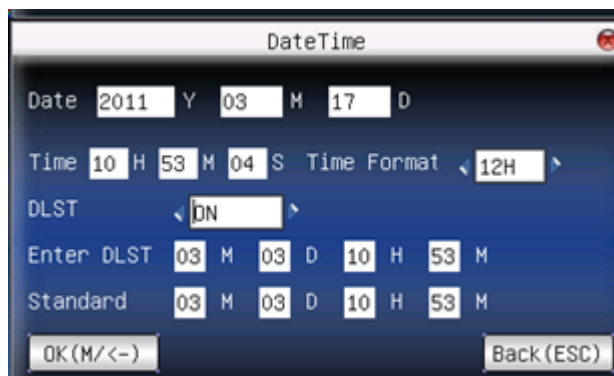 DateTime
Date 2011 Y 03 M 17 D
Time 10 H 53 M 04 S Time Format 12H
DLST ON
Enter DLST 03 M 03 D 10 H 53 M
Standard 03 M 03 D 10 H 53 M
OK(M/<-) Back(ESC)